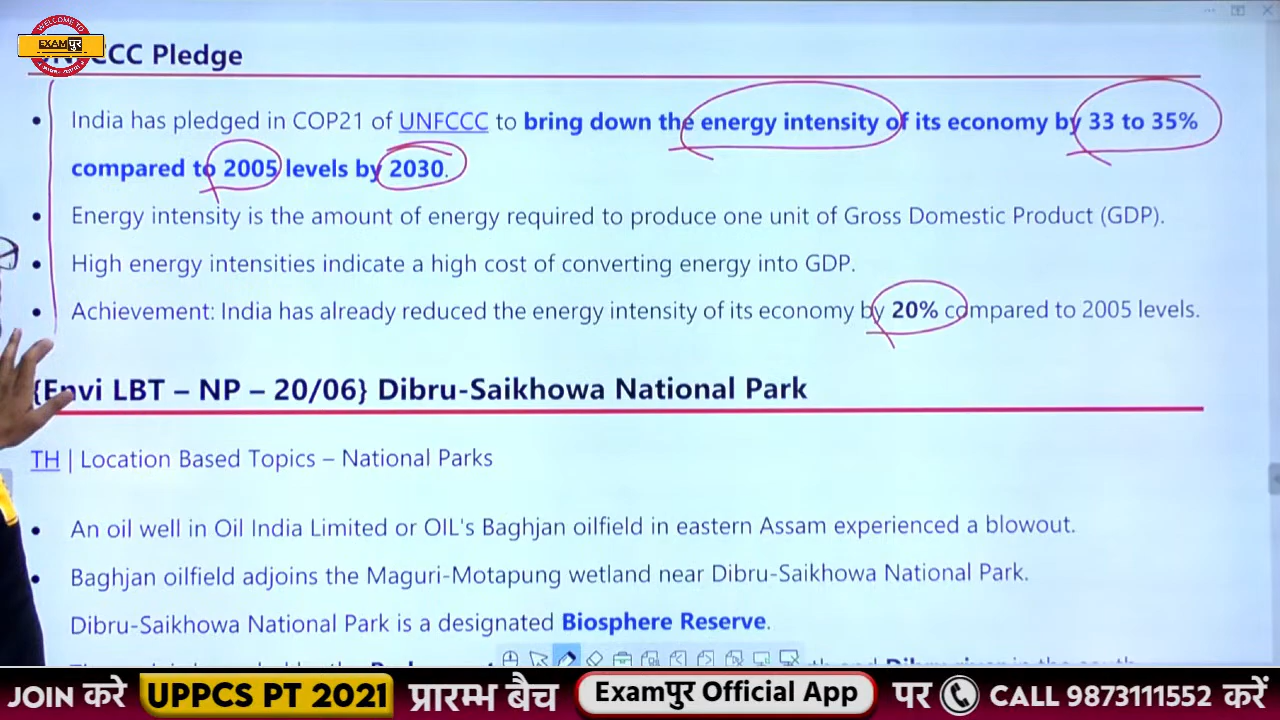 WELCOME TO
EXAMपुर
CCC Pledge
• India has pledged in COP21 of UNFCCC to bring down the energy intensity of its economy by 33 to 35%
compared to 2005 levels by 2030.
• Energy intensity is the amount of energy required to produce one unit of Gross Domestic Product (GDP).
• High energy intensities indicate a high cost of converting energy into GDP.
• Achievement: India has already reduced the energy intensity of its economy by 20% compared to 2005 levels.
{Envi LBT – NP – 20/06} Dibru-Saikhowa National Park
TH | Location Based Topics – National Parks
• An oil well in Oil India Limited or OIL's Baghjan oilfield in eastern Assam experienced a blowout.
• Baghjan oilfield adjoins the Maguri-Motapung wetland near Dibru-Saikhowa National Park.
Dibru-Saikhowa National Park is a designated Biosphere Reserve.
JOIN करे UPPCS PT 2021 प्रारम्भ बैच Examपुर Official App पर CALL 9873111552 करें